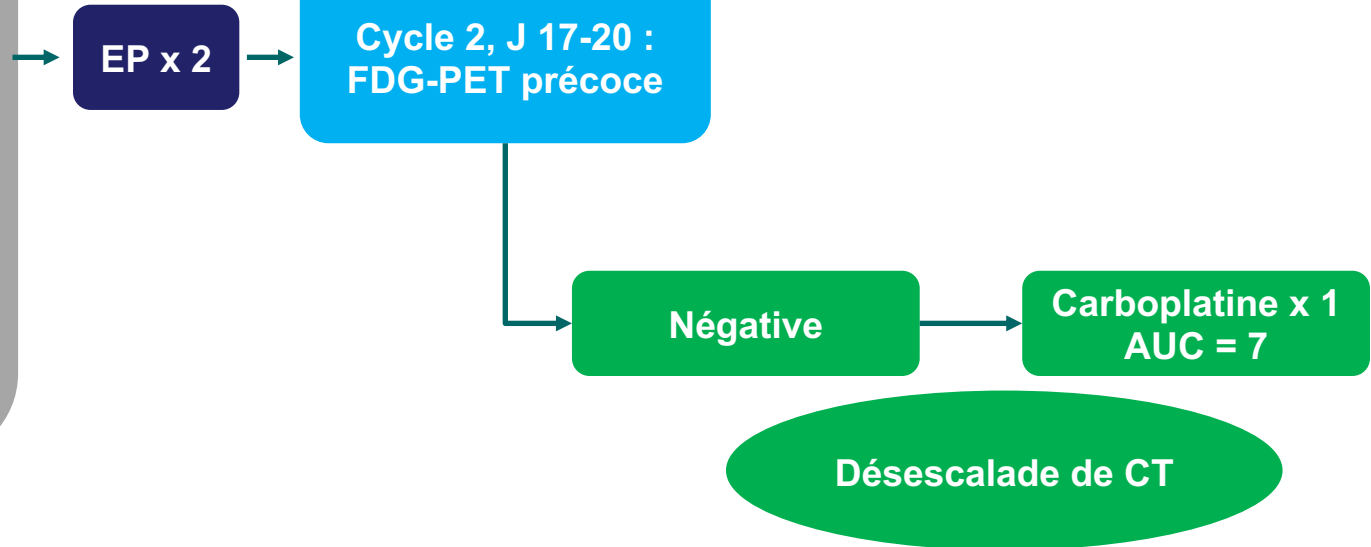 EP x 2
Cycle 2, J 17-20 :
FDG-PET précoce
Négative
Carboplatine x 1
AUC = 7
Désescalade de CT